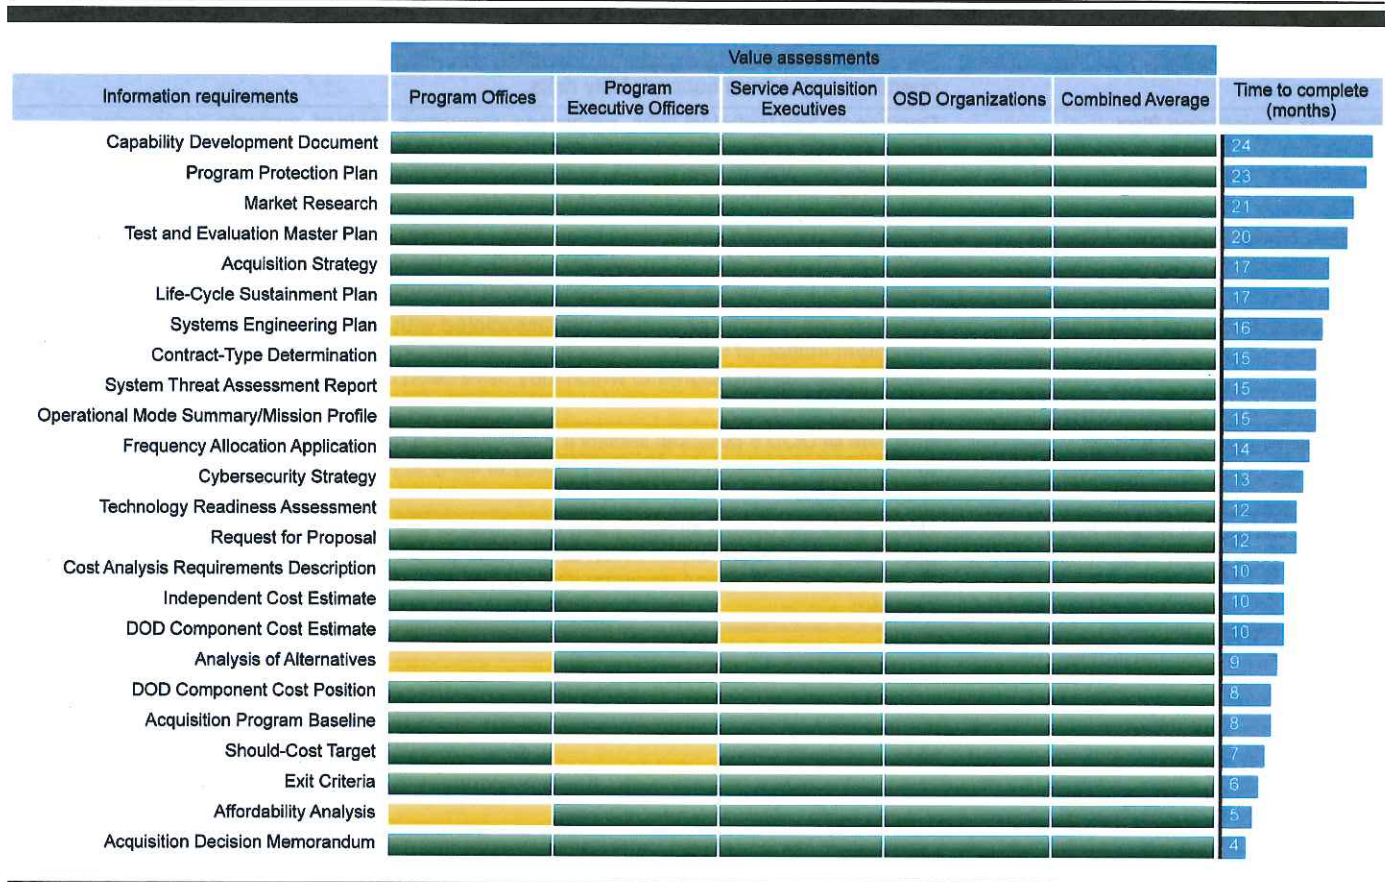 Value assessments
Information requirements
Program Offices
Program
Executive Officers
Service Acquisition
Executives
OSD Organizations
Combined Average
Time to complete
(months)
Capability Development Document 24
Program Protection Plan 23
Market Research 21
Test and Evaluation Master Plan 20
Acquisition Strategy 17
Life-Cycle Sustainment Plan 17
Systems Engineering Plan 16
Contract-Type Determination 15
System Threat Assessment Report 15
Operational Mode Summary/Mission Profile 15
Frequency Allocation Application 14
Cybersecurity Strategy 13
Technology Readiness Assessment 12
Request for Proposal 12
Cost Analysis Requirements Description 10
Independent Cost Estimate 10
DOD Component Cost Estimate 10
Analysis of Alternatives 9
DOD Component Cost Position 8
Acquisition Program Baseline 8
Should-Cost Target 7
Exit Criteria 6
Affordability Analysis 5
Acquisition Decision Memorandum 4